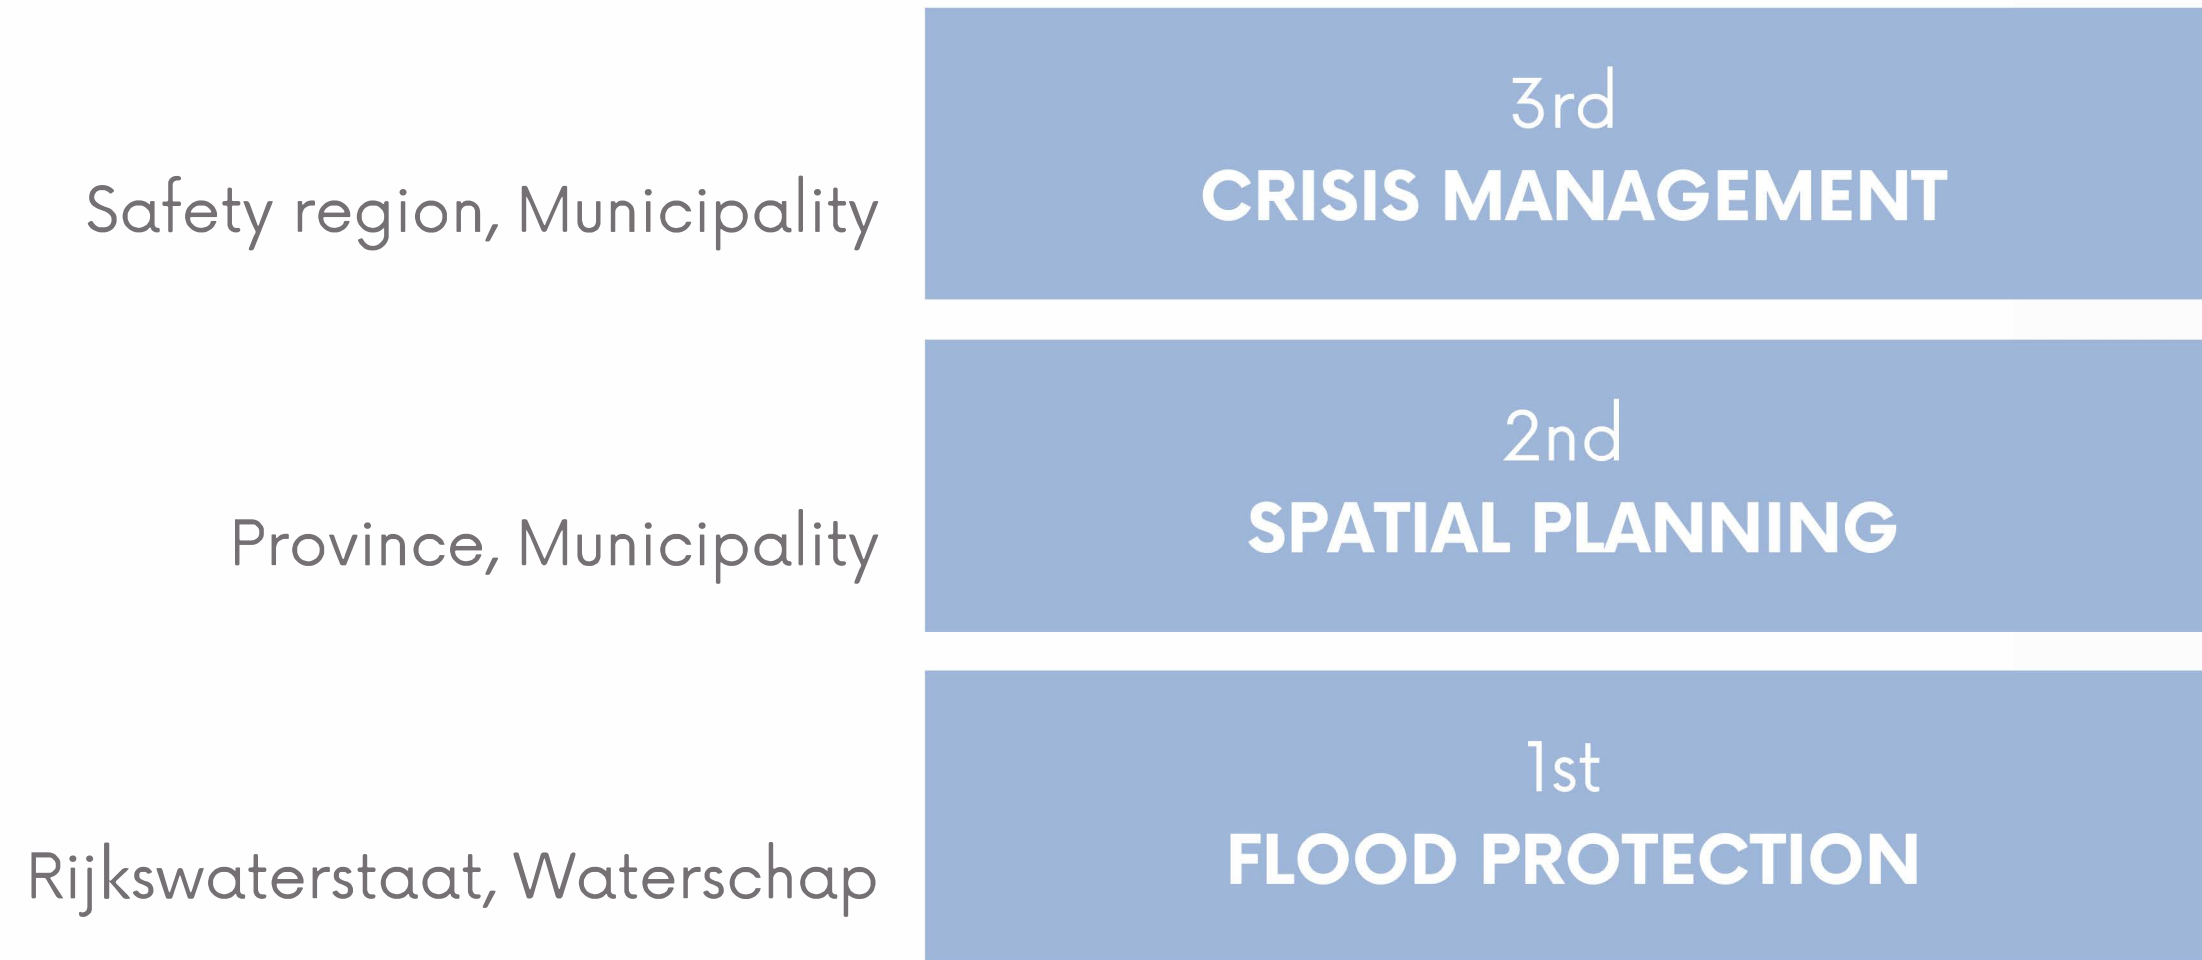 3rd
Safety region, Municipality
CRISIS MANAGEMENT
2nd
Province, Municipality
SPATIAL PLANNING
1st
Rijkswaterstaat, Waterschap
FLOOD PROTECTION